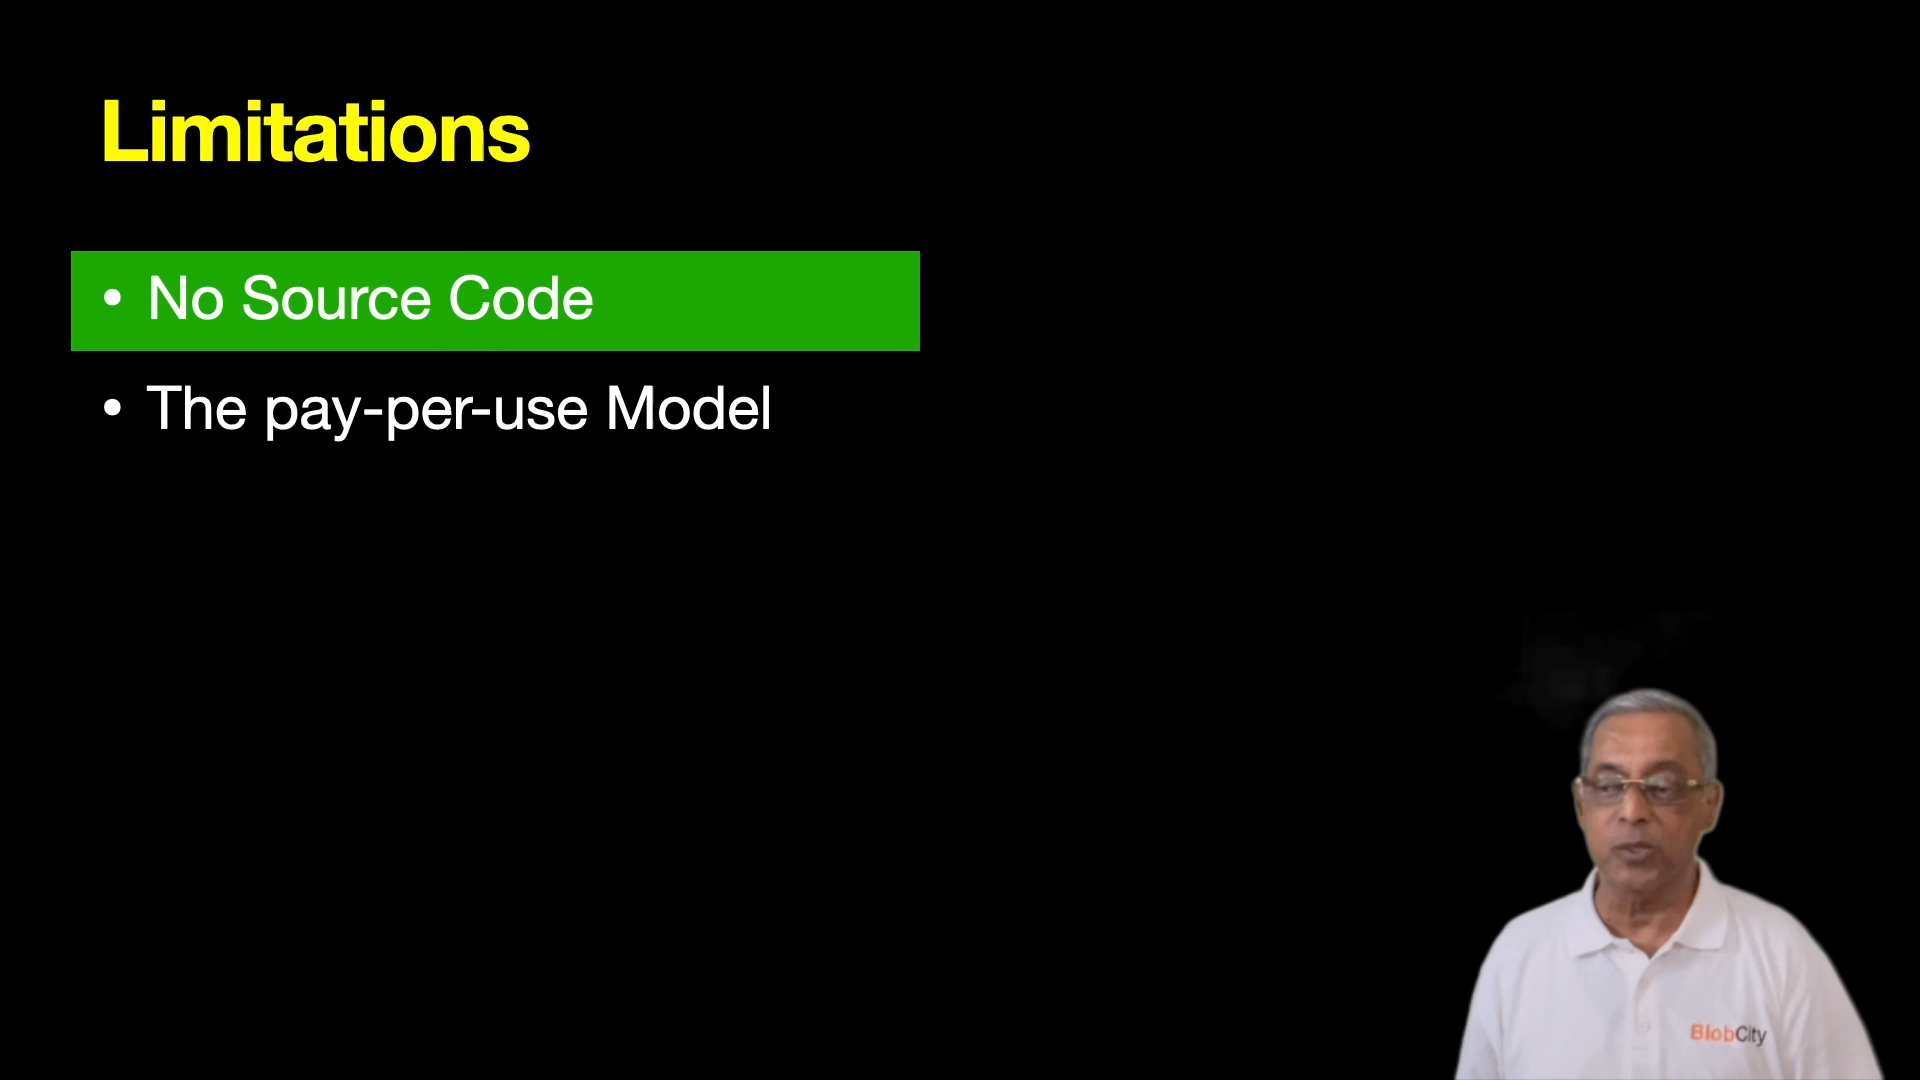 Limitations
• No Source Code
• The pay-per-use Model
BlobCity